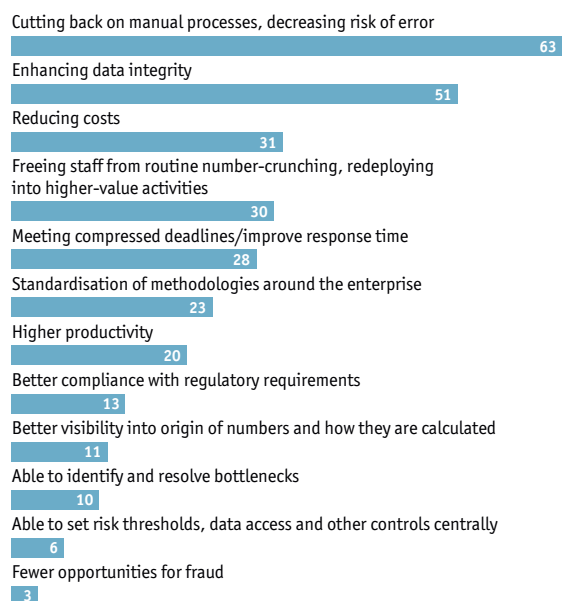 Cutting back on manual processes, decreasing risk of error
63
Enhancing data integrity
51
Reducing costs
31
Freeing staff from routine number-crunching, redeploying
into higher-value activities
30
Meeting compressed deadlines/improve response time
28
Standardisation of methodologies around the enterprise
23
Higher productivity
20
Better compliance with regulatory requirements
13
Better visibility into origin of numbers and how they are calculated
11
Able to identify and resolve bottlenecks
10
Able to set risk thresholds, data access and other controls centrally
6
Fewer opportunities for fraud
3